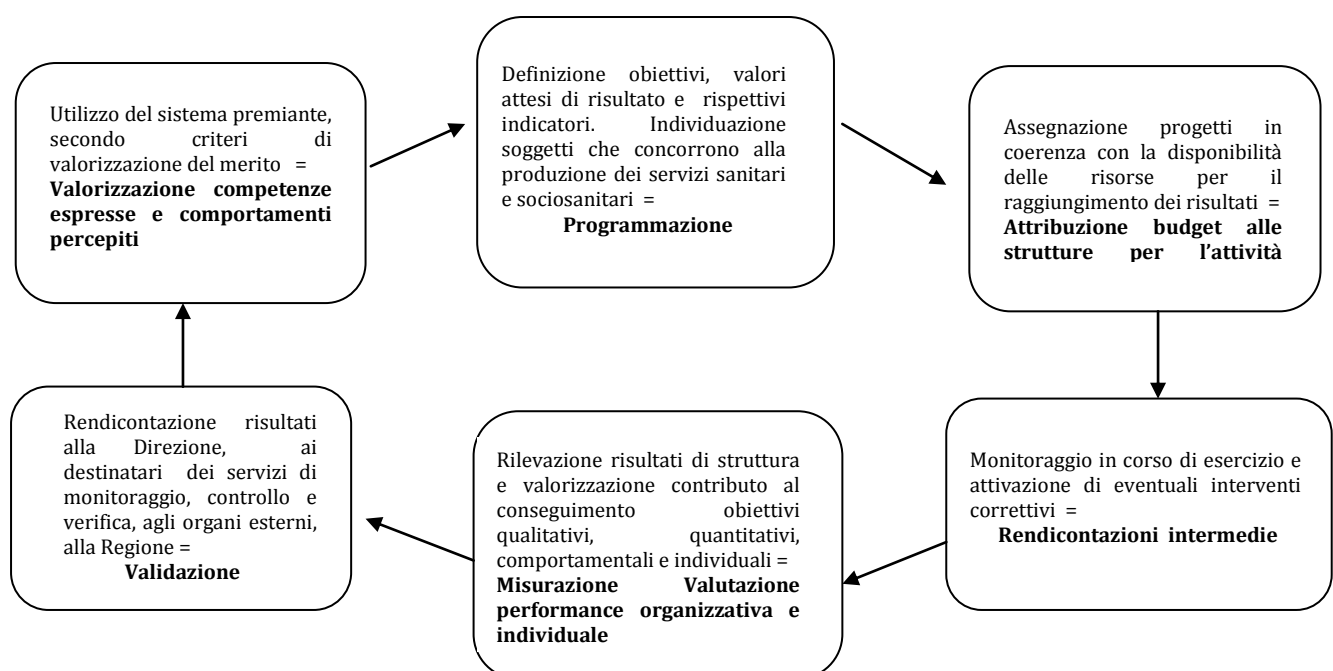 Utilizzo del sistema premiante,
secondo criteri di
valorizzazione del merito =
Valorizzazione competenze
espresse e comportamenti
percepiti
Definizione obiettivi, valori
attesi di risultato e rispettivi
indicatori. Individuazione
soggetti che concorrono alla
produzione dei servizi sanitari
e sociosanitari =
Programmazione
Assegnazione progetti in
coerenza con la disponibilità
delle risorse per il
raggiungimento dei risultati =
Attribuzione budget alle
strutture per l'attività
Monitoraggio in corso di esercizio e
attivazione di eventuali interventi
correttivi =
Rendicontazioni intermedie
Rilevazione risultati di struttura
e valorizzazione contributo al
conseguimento obiettivi
qualitativi, quantitativi,
comportamentali e individuali =
Misurazione Valutazione
performance organizzativa e
individuale
Rendicontazione risultati
alla Direzione, ai
destinatari dei servizi di
monitoraggio, controllo e
verifica, agli organi esterni,
alla Regione =
Validazione